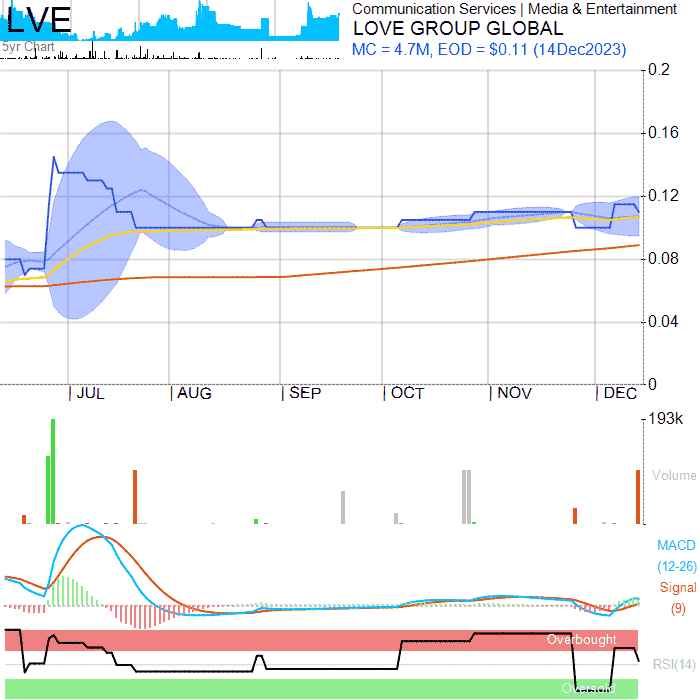 LVE
5yr Chart
Communication Services | Media & Entertainment
LOVE GROUP GLOBAL
MC = 4.7M, EOD = $0.11 (14Dec2023)
0.2
0.16
0.12
0.08
0.04
0
JUL AUG SEP OCT NOV DEC
193k
Volume
MACD
(12-26)
Signal
(9)
Overbought
RSI(14)
Oversold